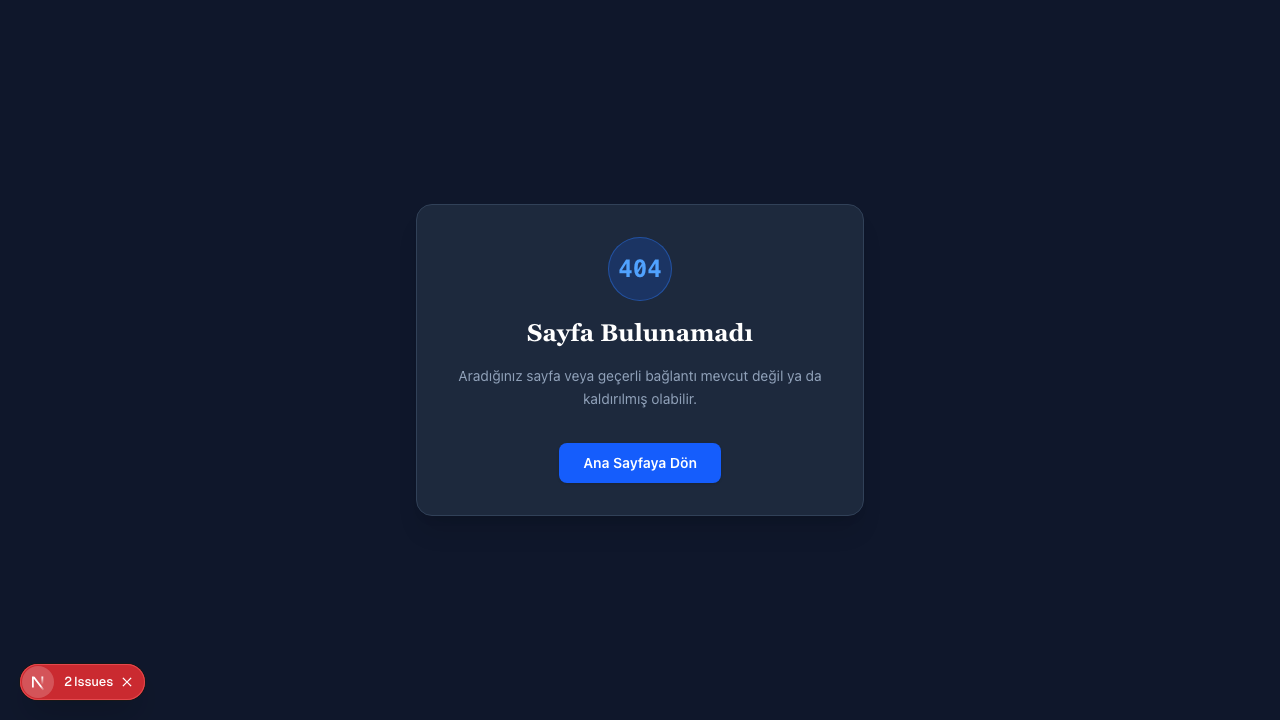 404
Sayfa Bulunamadı
Aradığınız sayfa veya geçerli bağlantı mevcut değil ya da
kaldırılmış olabilir.
Ana Sayfaya Dön
N 2 Issues